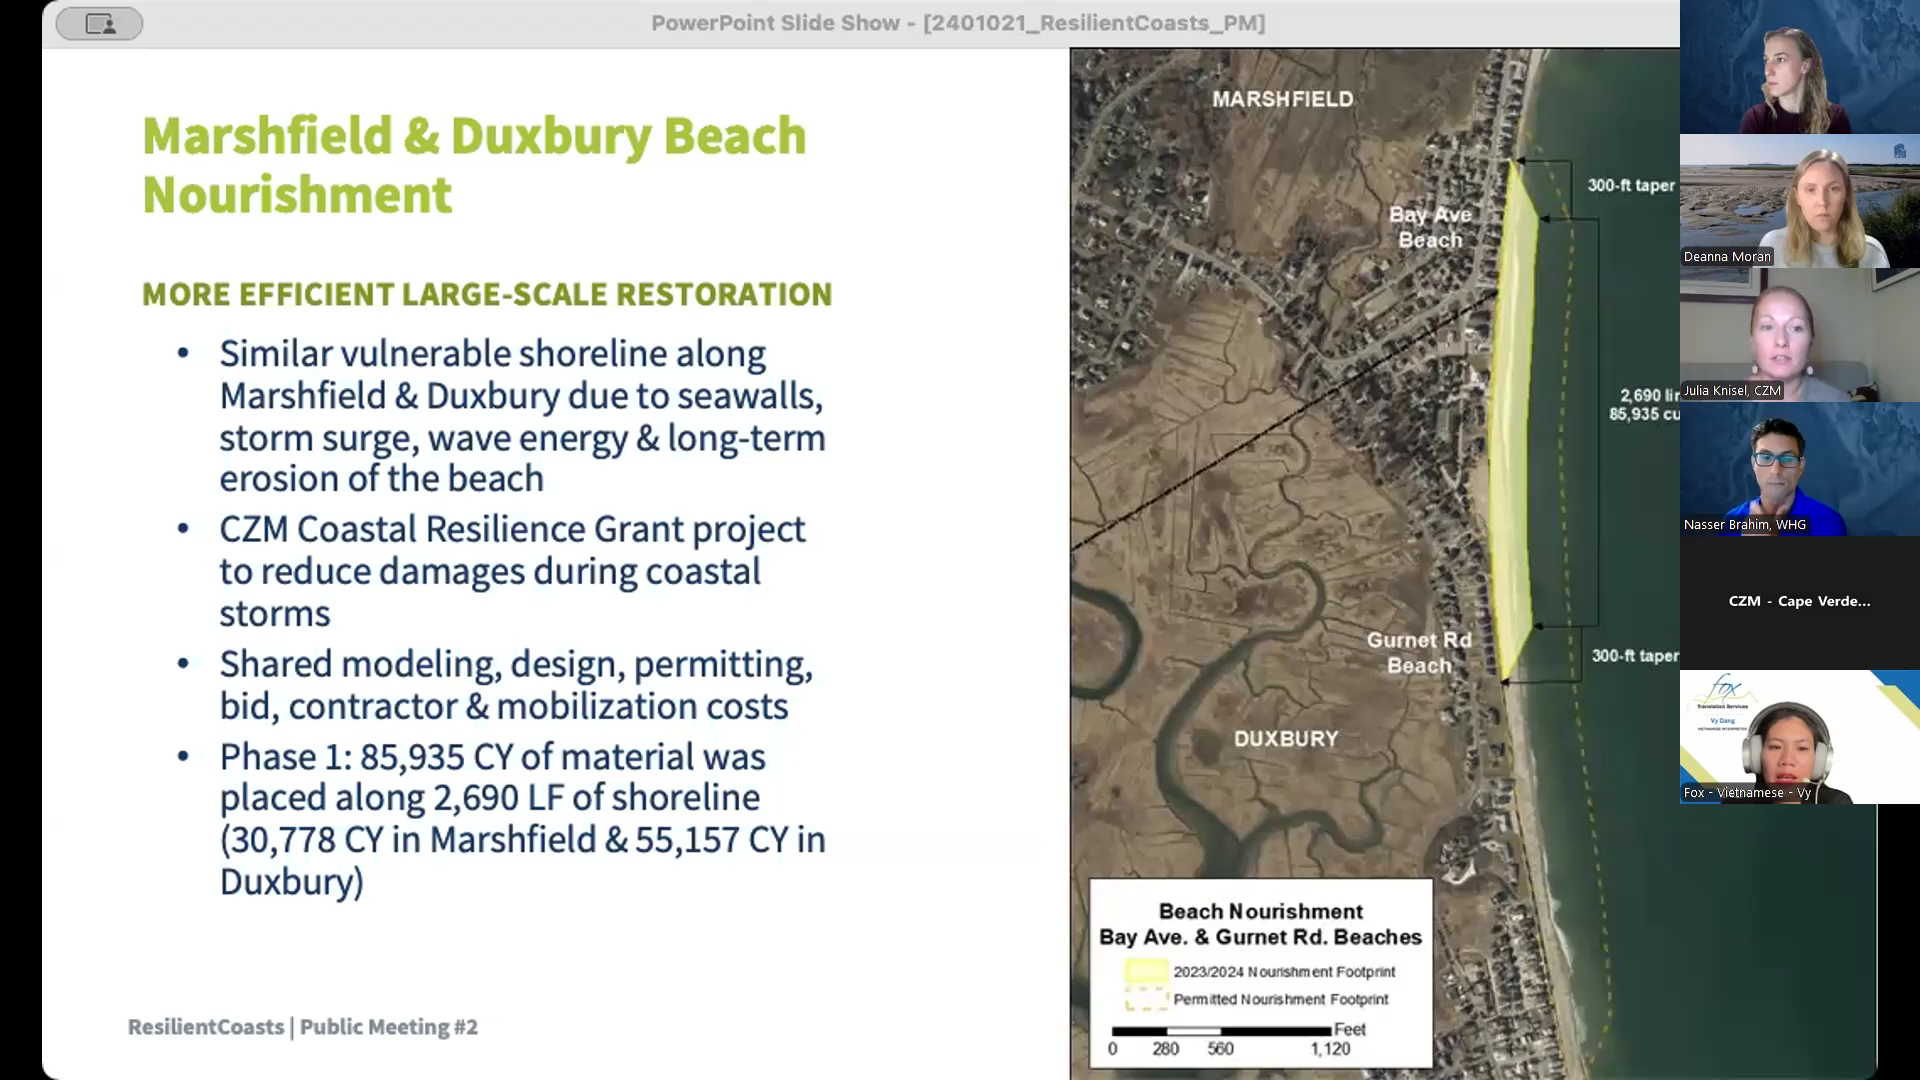 PowerPoint Slide Show - [2401021_ResilientCoasts_PM]
Marshfield & Duxbury Beach
Nourishment
MORE EFFICIENT LARGE-SCALE RESTORATION
• Similar vulnerable shoreline along
Marshfield & Duxbury due to seawalls,
storm surge, wave energy & long-term
erosion of the beach
• CZM Coastal Resilience Grant project
to reduce damages during coastal
storms
• Shared modeling, design, permitting,
bid, contractor & mobilization costs
• Phase 1: 85,935 CY of material was
placed along 2,690 LF of shoreline
(30,778 CY in Marshfield & 55,157 CY in
Duxbury)
ResilientCoasts | Public Meeting #2
MARSHFIELD
300-ft taper
Bay Ave
Beach
2,690 lin
85,935 cu
Gurnet Rd
Beach
300-ft taper
DUXBURY
Beach Nourishment
Bay Ave. & Gurnet Rd. Beaches
2023/2024 Nourishment Footprint
Permitted Nourishment Footprint
Feet
0 280 560 1,120
Deanna Moran
Julia Knisel, CZM
Nasser Brahim, WHG
CZM - Cape Verde...
fox
Translation Services
Vy Dang
VIETNAMESE INTERPRETER
Fox - Vietnamese - Vy